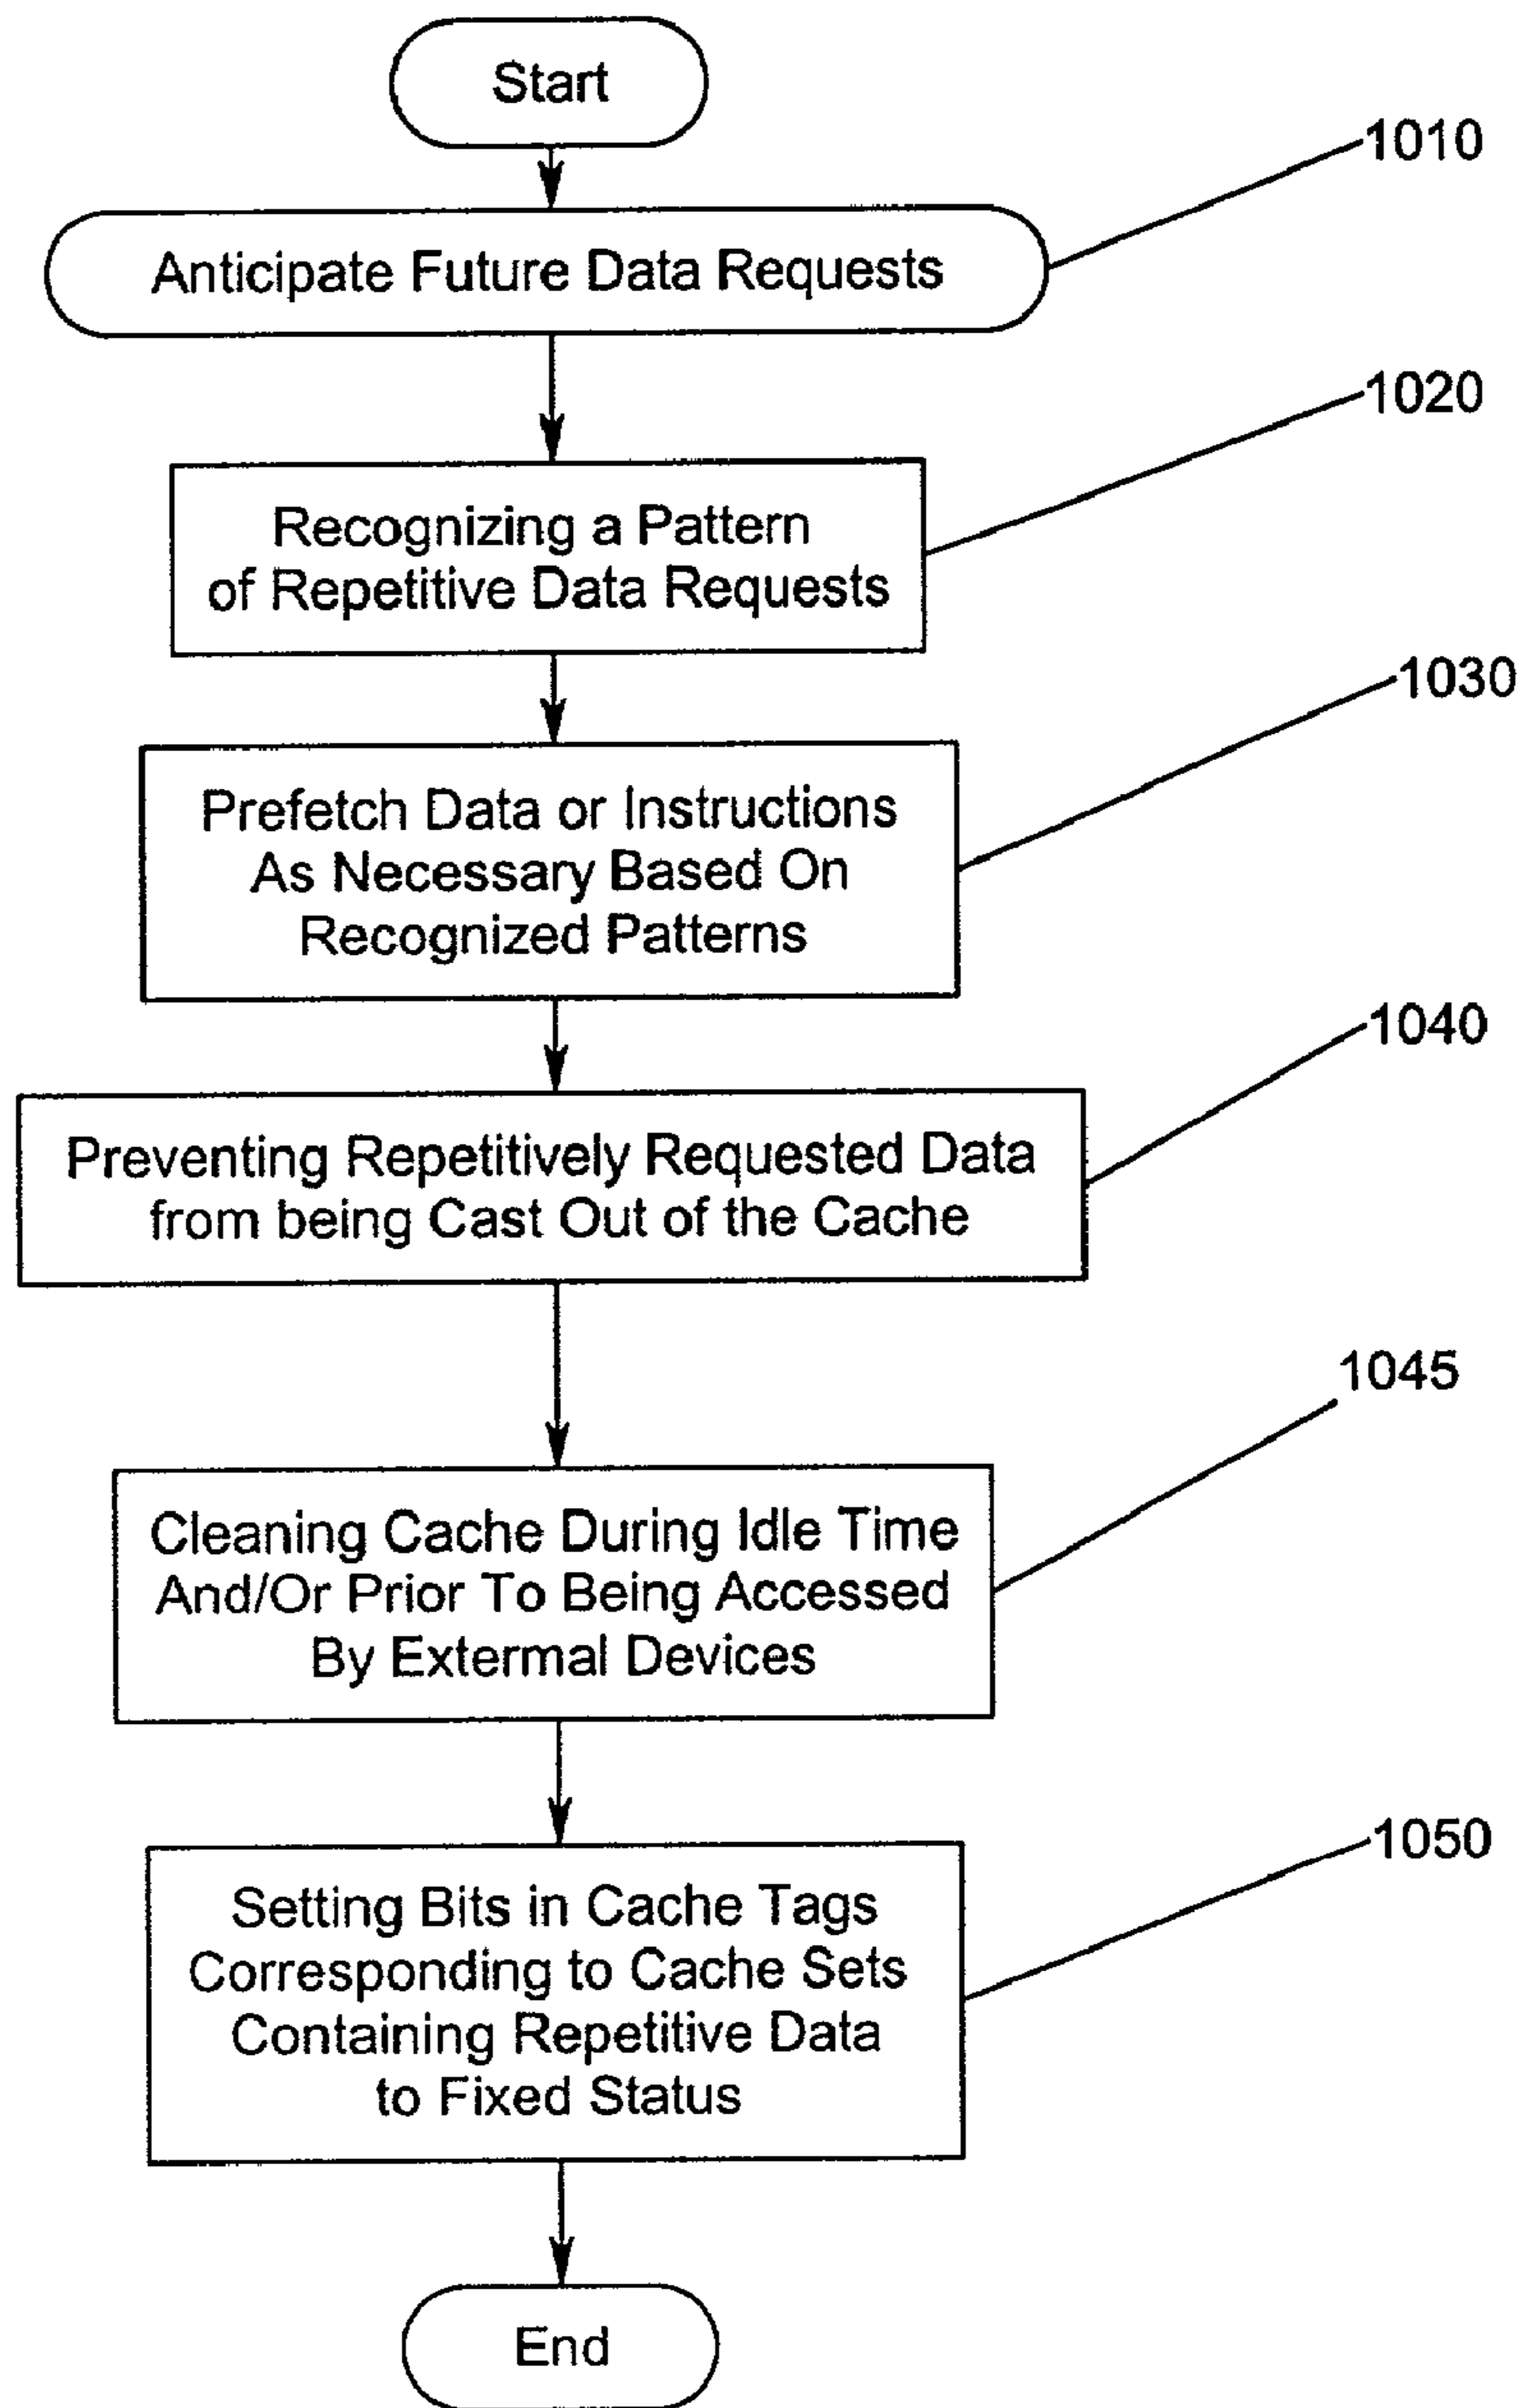 Start
1010
Anticipate Future Data Requests
1020
Recognizing a Pattern
of Repetitive Data Requests
1030
Prefetch Data or Instructions
As Necessary Based On
Recognized Patterns
1040
Preventing Repetitively Requested Data
from being Cast Out of the Cache
1045
Cleaning Cache During Idle Time
And/Or Prior To Being Accessed
By Extermal Devices
1050
Setting Bits in Cache Tags
Corresponding to Cache Sets
Containing Repetitive Data
to Fixed Status
End